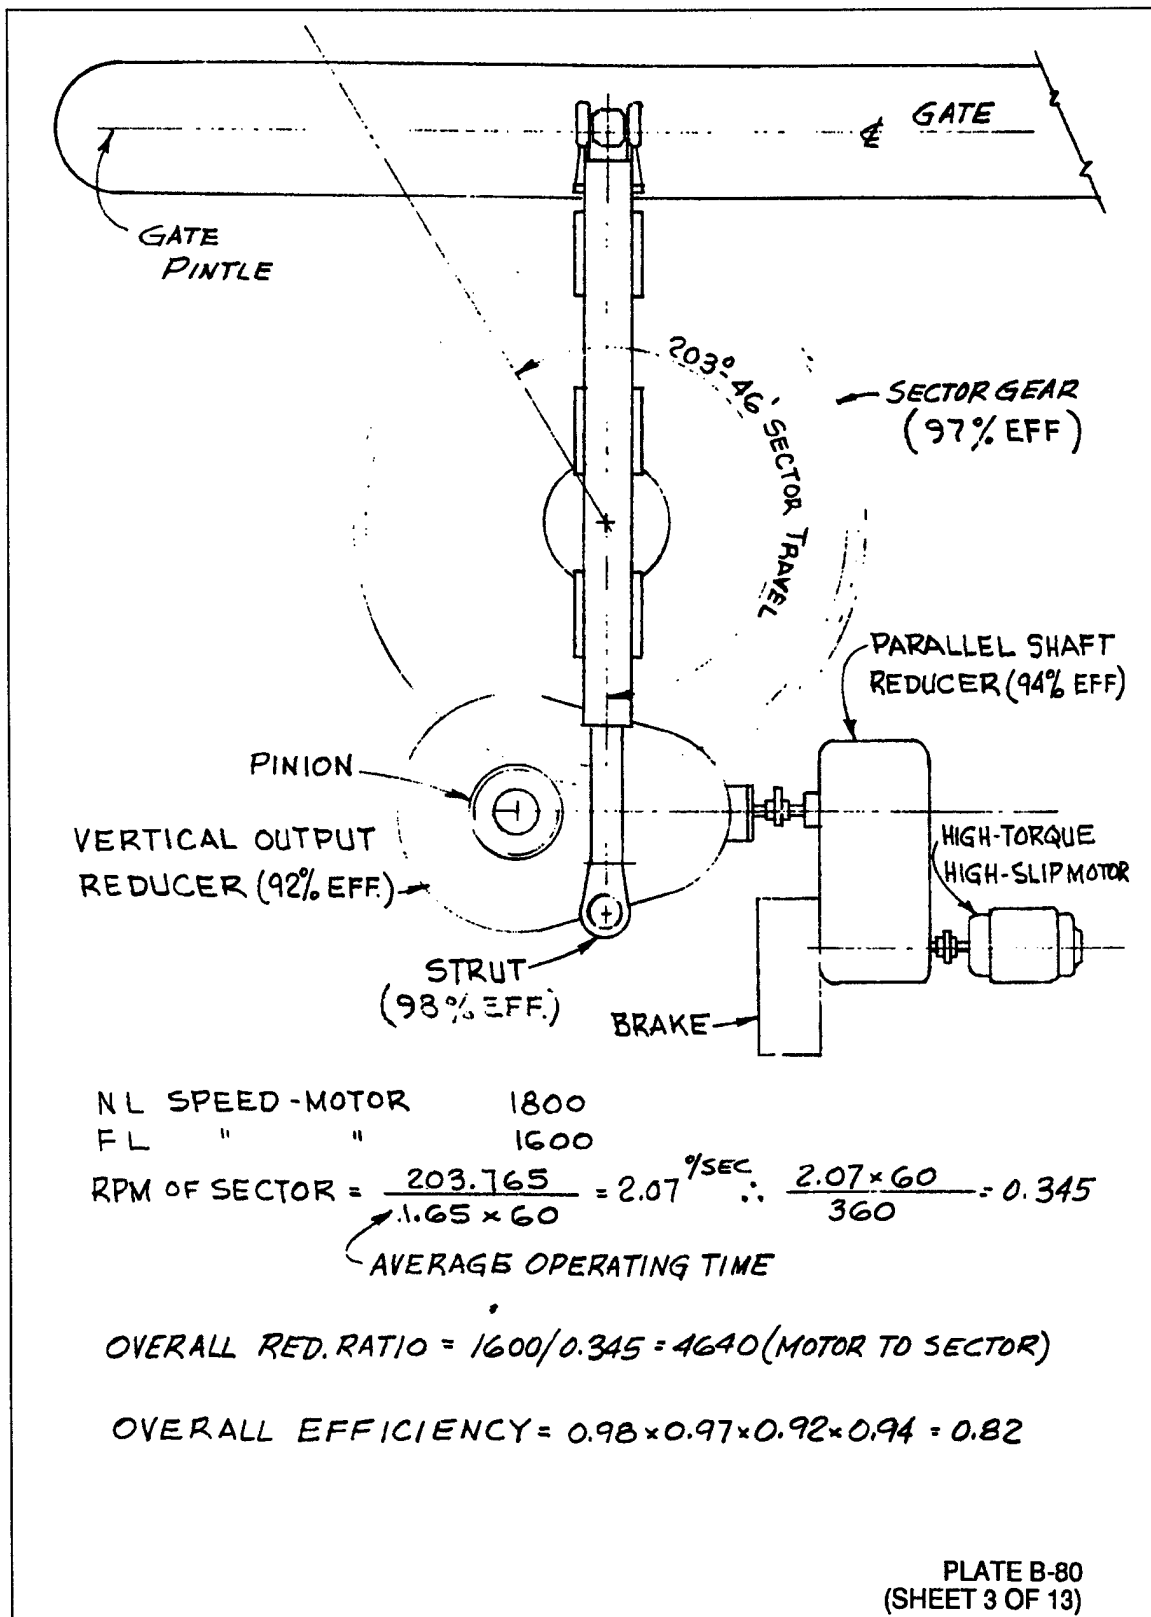 ℄ GATE
GATE
PINTLE
203°-46' SECTOR TRAVEL
SECTOR GEAR
(97% EFF)
PARALLEL SHAFT
REDUCER (94% EFF)
PINION
VERTICAL OUTPUT
REDUCER (92% EFF.)
HIGH-TORQUE
HIGH-SLIP MOTOR
STRUT
(98% EFF.)
BRAKE
NL SPEED-MOTOR 1800
FL " " 1600
RPM OF SECTOR = 203.765 / 1.65 × 60 = 2.07 °/SEC ∴ 2.07 × 60 / 360 = 0.345
AVERAGE OPERATING TIME
OVERALL RED. RATIO = 1600/0.345 = 4640 (MOTOR TO SECTOR)
OVERALL EFFICIENCY = 0.98 × 0.97 × 0.92 × 0.94 = 0.82
PLATE B-80
(SHEET 3 OF 13)